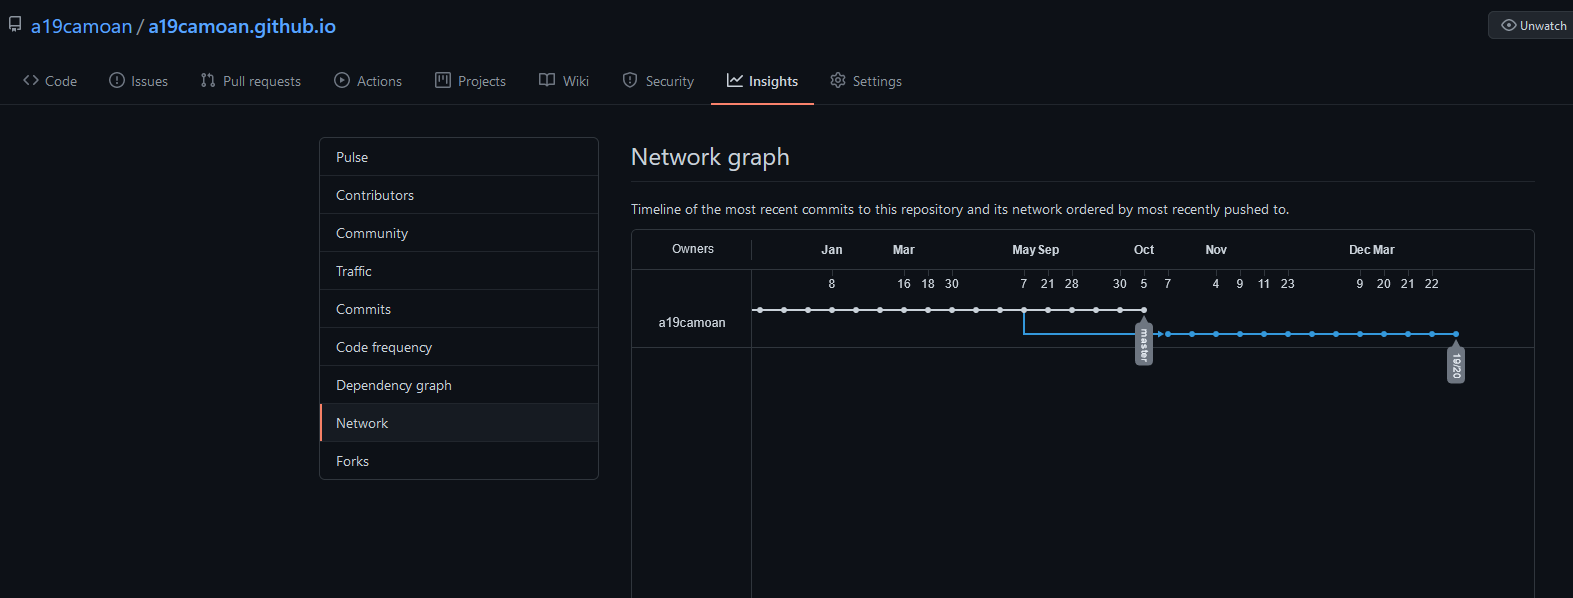 a19camoan / a19camoan.github.io
Unwatch
Code Issues Pull requests Actions Projects Wiki Security Insights Settings
Pulse
Contributors
Community
Traffic
Commits
Code frequency
Dependency graph
Network
Forks
Network graph
Timeline of the most recent commits to this repository and its network ordered by most recently pushed to.
Owners Jan Mar May Sep Oct Nov Dec Mar
8 16 18 30 7 21 28 30 5 7 4 9 11 23 9 20 21 22
a19camoan
master
19/20